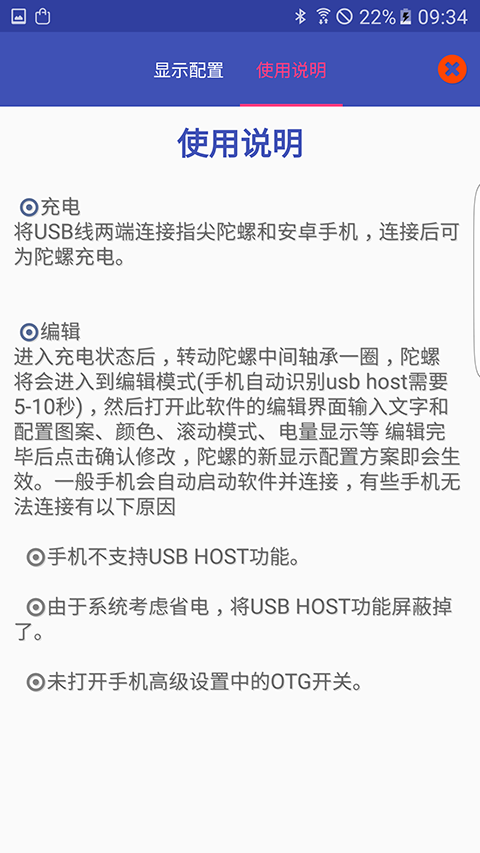 22% 09:34
显示配置 使用说明
使用说明
充电
将USB线两端连接指尖陀螺和安卓手机，连接后可
为陀螺充电。
编辑
进入充电状态后，转动陀螺中间轴承一圈，陀螺
将会进入到编辑模式(手机自动识别usb host需要
5-10秒)，然后打开此软件的编辑界面输入文字和
配置图案、颜色、滚动模式、电量显示等 编辑完
毕后点击确认修改，陀螺的新显示配置方案即会生
效。一般手机会自动启动软件并连接，有些手机无
法连接有以下原因
手机不支持USB HOST功能。
由于系统考虑省电，将USB HOST功能屏蔽掉
了。
未打开手机高级设置中的OTG开关。